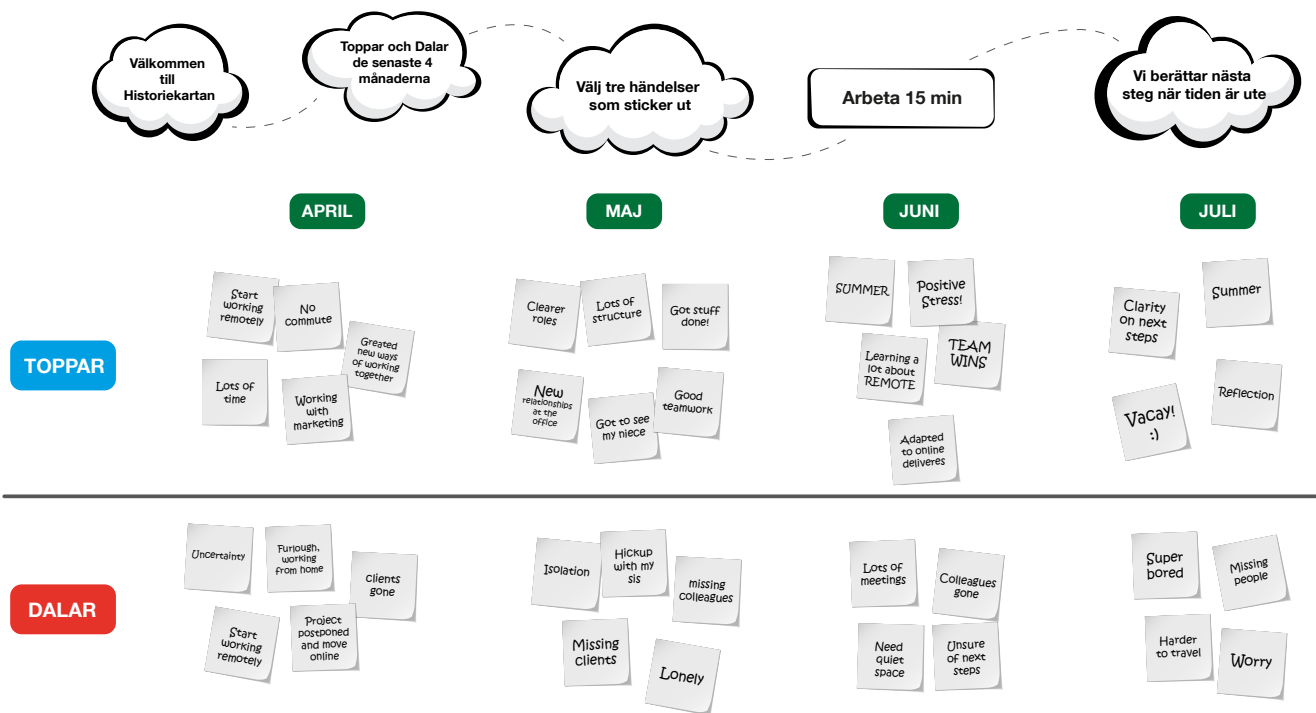 Välkommen
till
Historiekartan
Toppar och Dalar
de senaste 4
månaderna
Välj tre händelser
som sticker ut
Arbeta 15 min
Vi berättar nästa
steg när tiden är ute
APRIL
MAJ
JUNI
JULI
TOPPAR
Start
working
remotely
No
commute
Greated
new ways
of working
together
Lots of
time
Working
with
marketing
Clearer
roles
Lots of
structure
Got stuff
done!
New
relationships
at the
office
Got to see
my niece
Good
teamwork
SUMMER
Positive
Stress!
Learning a
lot about
REMOTE
TEAM
WINS
Adapted
to online
deliveres
Clarity
on next
steps
Summer
Vacay!
:)
Reflection
DALAR
Uncertainty
Furlough,
working
from home
clients
gone
Start
working
remotely
Project
postponed
and move
online
Isolation
Hickup
with my
sis
missing
colleagues
Missing
clients
Lonely
Lots of
meetings
Colleagues
gone
Need
quiet
space
Unsure
of next
steps
Super
bored
Missing
people
Harder
to travel
Worry